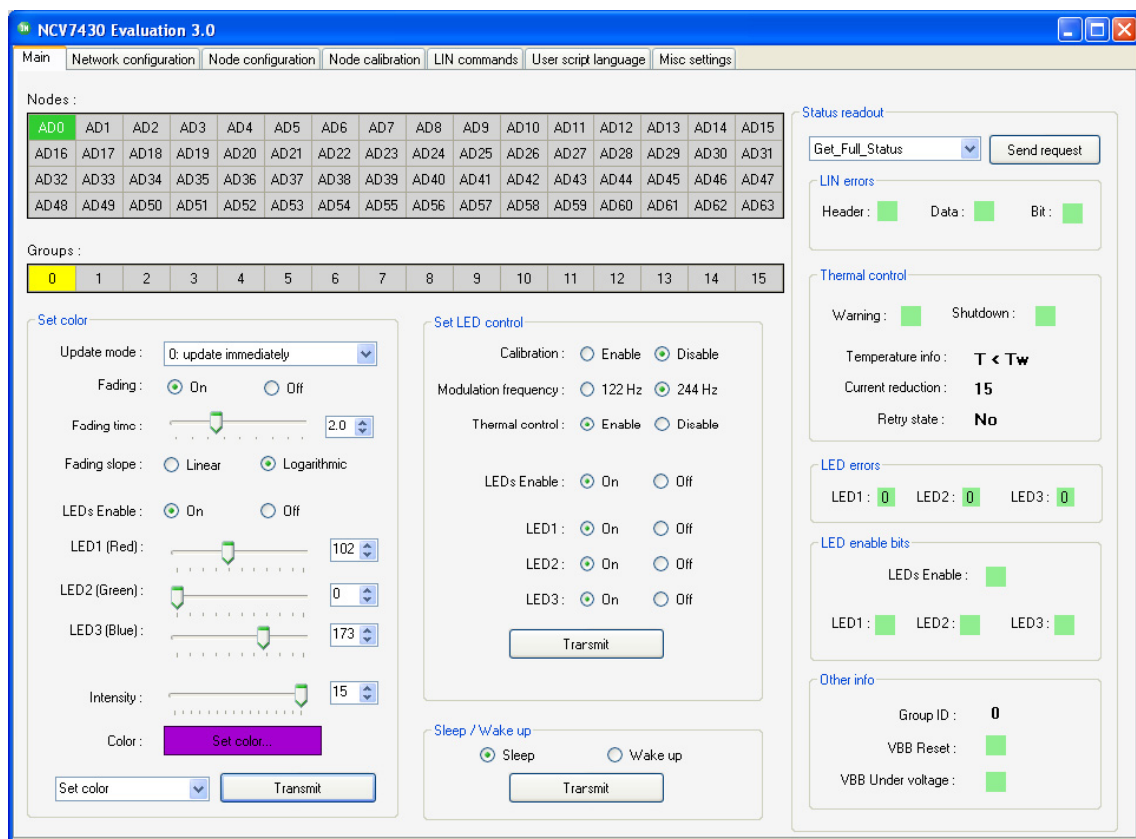 NCV7430 Evaluation 3.0
Main Network configuration Node configuration Node calibration LIN commands User script language Misc settings
Nodes :
AD0 AD1 AD2 AD3 AD4 AD5 AD6 AD7 AD8 AD9 AD10 AD11 AD12 AD13 AD14 AD15
AD16 AD17 AD18 AD19 AD20 AD21 AD22 AD23 AD24 AD25 AD26 AD27 AD28 AD29 AD30 AD31
AD32 AD33 AD34 AD35 AD36 AD37 AD38 AD39 AD40 AD41 AD42 AD43 AD44 AD45 AD46 AD47
AD48 AD49 AD50 AD51 AD52 AD53 AD54 AD55 AD56 AD57 AD58 AD59 AD60 AD61 AD62 AD63
Groups :
0 1 2 3 4 5 6 7 8 9 10 11 12 13 14 15
Set color
Update mode : 0: update immediately
Fading : On Off
Fading time : 2.0
Fading slope : Linear Logarithmic
LEDs Enable : On Off
LED1 (Red) : 102
LED2 (Green) : 0
LED3 (Blue) : 173
Intensity : 15
Color : Set color...
Set color Transmit
Set LED control
Calibration : Enable Disable
Modulation frequency : 122 Hz 244 Hz
Thermal control : Enable Disable
LEDs Enable : On Off
LED1 : On Off
LED2 : On Off
LED3 : On Off
Transmit
Sleep / Wake up
Sleep Wake up
Transmit
Status readout
Get_Full_Status Send request
LIN errors
Header : Data : Bit :
Thermal control
Warning : Shutdown :
Temperature info : T < Tw
Current reduction : 15
Retry state : No
LED errors
LED1 : 0 LED2 : 0 LED3 : 0
LED enable bits
LEDs Enable :
LED1 : LED2 : LED3 :
Other info
Group ID : 0
VBB Reset :
VBB Under voltage :